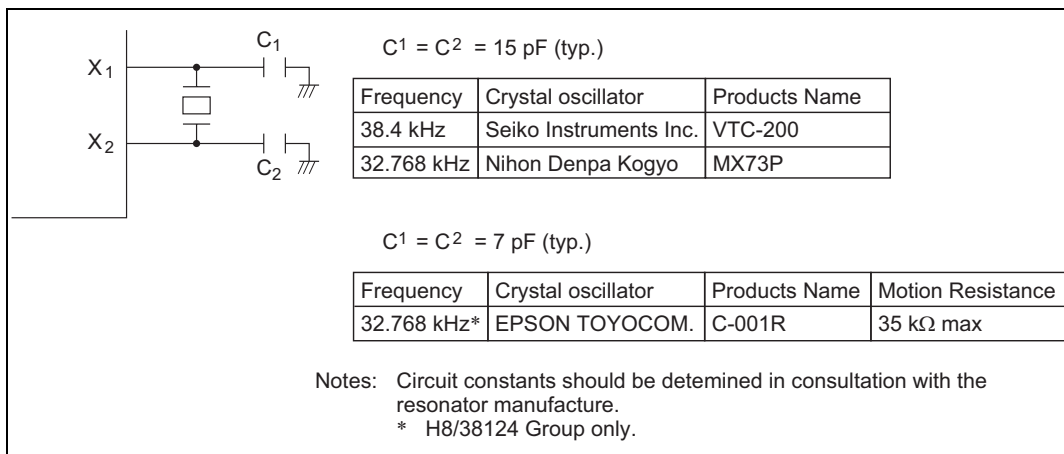 X1
C1
X2
C2
C1 = C2 = 15 pF (typ.)
Frequency Crystal oscillator Products Name
38.4 kHz Seiko Instruments Inc. VTC-200
32.768 kHz Nihon Denpa Kogyo MX73P
C1 = C2 = 7 pF (typ.)
Frequency Crystal oscillator Products Name Motion Resistance
32.768 kHz* EPSON TOYOCOM. C-001R 35 kΩ max
Notes: Circuit constants should be detemined in consultation with the
resonator manufacture.
* H8/38124 Group only.